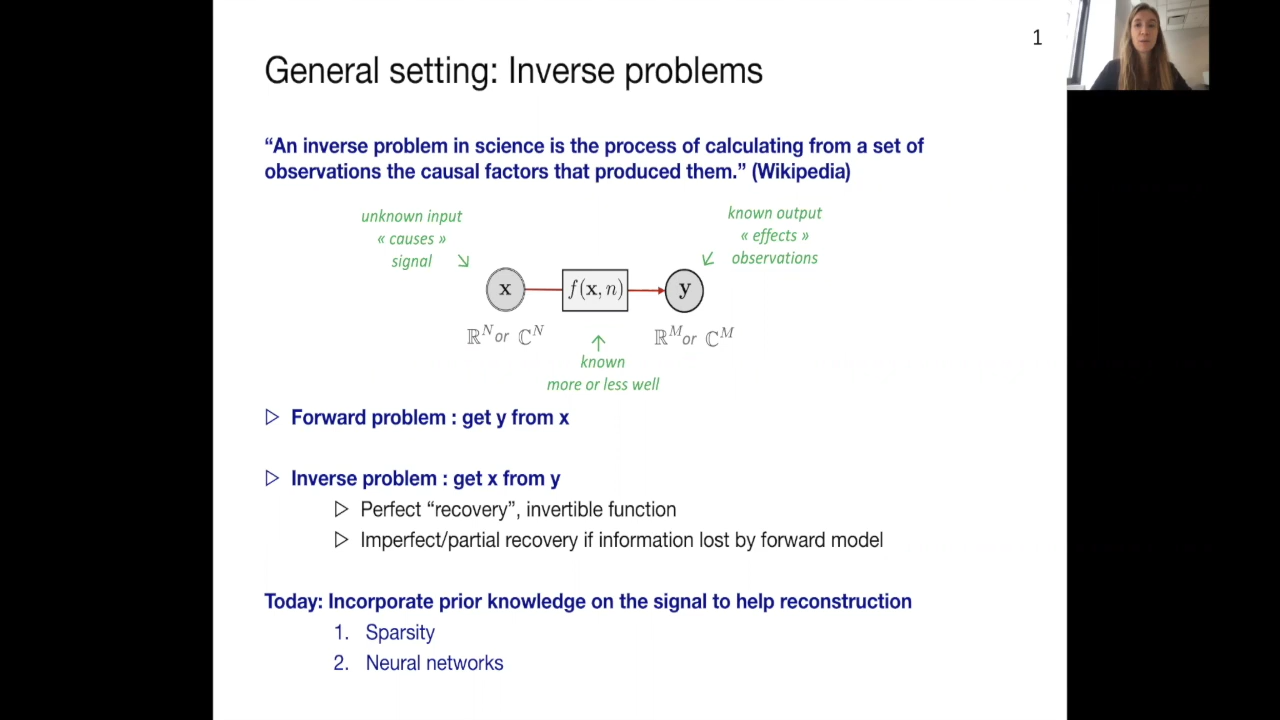 1
General setting: Inverse problems
“An inverse problem in science is the process of calculating from a set of
observations the causal factors that produced them.” (Wikipedia)
unknown input
« causes »
signal
known output
« effects »
observations
x
f(x, n)
y
ℝ^N or ℂ^N
ℝ^M or ℂ^M
known
more or less well
Forward problem : get y from x
Inverse problem : get x from y
Perfect “recovery”, invertible function
Imperfect/partial recovery if information lost by forward model
Today: Incorporate prior knowledge on the signal to help reconstruction
1. Sparsity
2. Neural networks